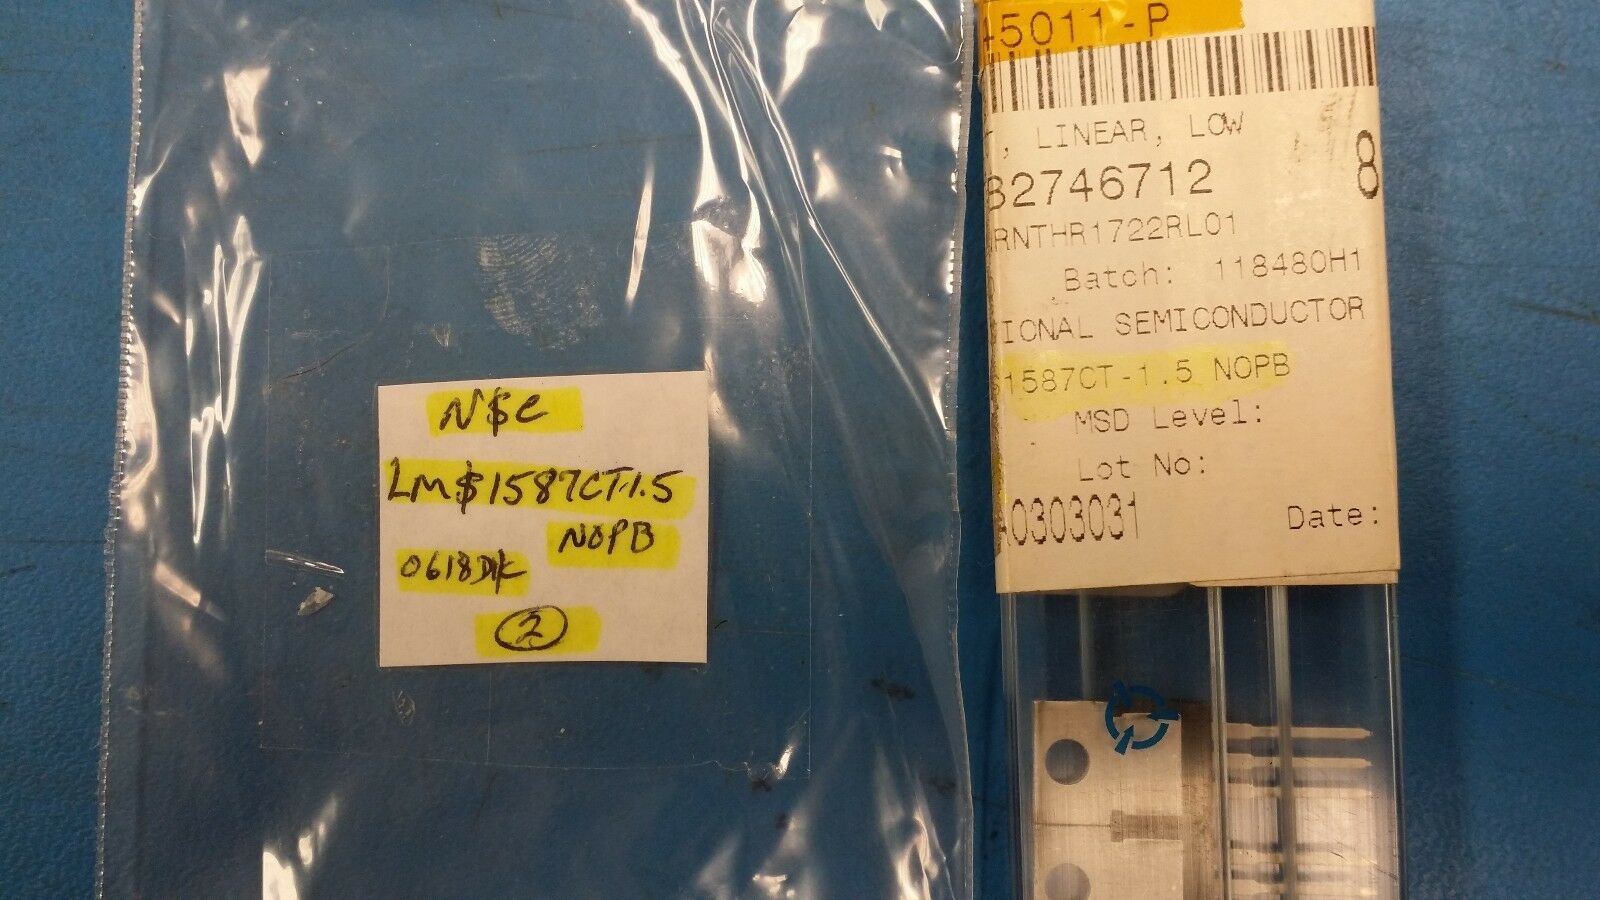 N$C
LM$1587CT-1.5
NOPB
0618DK
2
45011-P
, LINEAR, LOW
82746712 8
RNTHR1722RL01
Batch: 118480H1
IONAL SEMICONDUCTOR
1587CT-1.5 NOPB
MSD Level:
Lot No:
A0303031 Date: